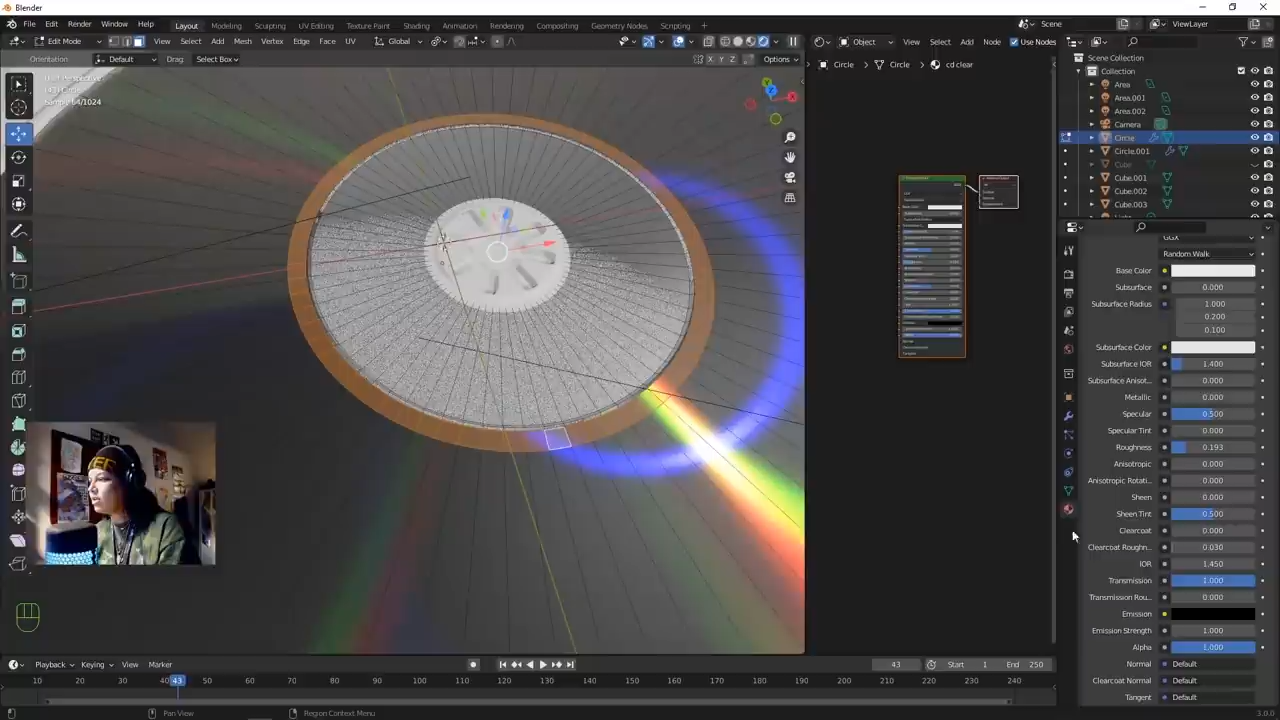 Blender
File Edit Render Window Help Layout Modeling Sculpting UV Editing Texture Paint Shading Animation Rendering Compositing Geometry Nodes Scripting + Scene ViewLayer
Edit Mode View Select Add Mesh Vertex Edge Face UV Global Object View Select Add Node Use Nodes
Orientation Default Drag Select Box X Y Z Options
Circle Circle cd clear
(43) Circle
Sample 64/1024
Scene Collection
Collection
Area
Area.001
Area.002
Camera
Circle
Circle.001
Cube
Cube.001
Cube.002
Cube.003
GGX
Random Walk
Base Color
Subsurface 0.000
Subsurface Radius 1.000
0.200
0.100
Subsurface Color
Subsurface IOR 1.400
Subsurface Anisot... 0.000
Metallic 0.000
Specular 0.500
Specular Tint 0.000
Roughness 0.193
Anisotropic 0.000
Anisotropic Rotati... 0.000
Sheen 0.000
Sheen Tint 0.500
Clearcoat 0.000
Clearcoat Roughn... 0.030
IOR 1.450
Transmission 1.000
Transmission Rou... 0.000
Emission
Emission Strength 1.000
Alpha 1.000
Normal Default
Clearcoat Normal Default
Tangent Default
Playback Keying View Marker 43 Start 1 End 250
10 20 30 40 43 50 60 70 80 90 100 110 120 130 140 150 160 170 180 190 200 210 220 230 240
Pan View Region Context Menu 3.0.0